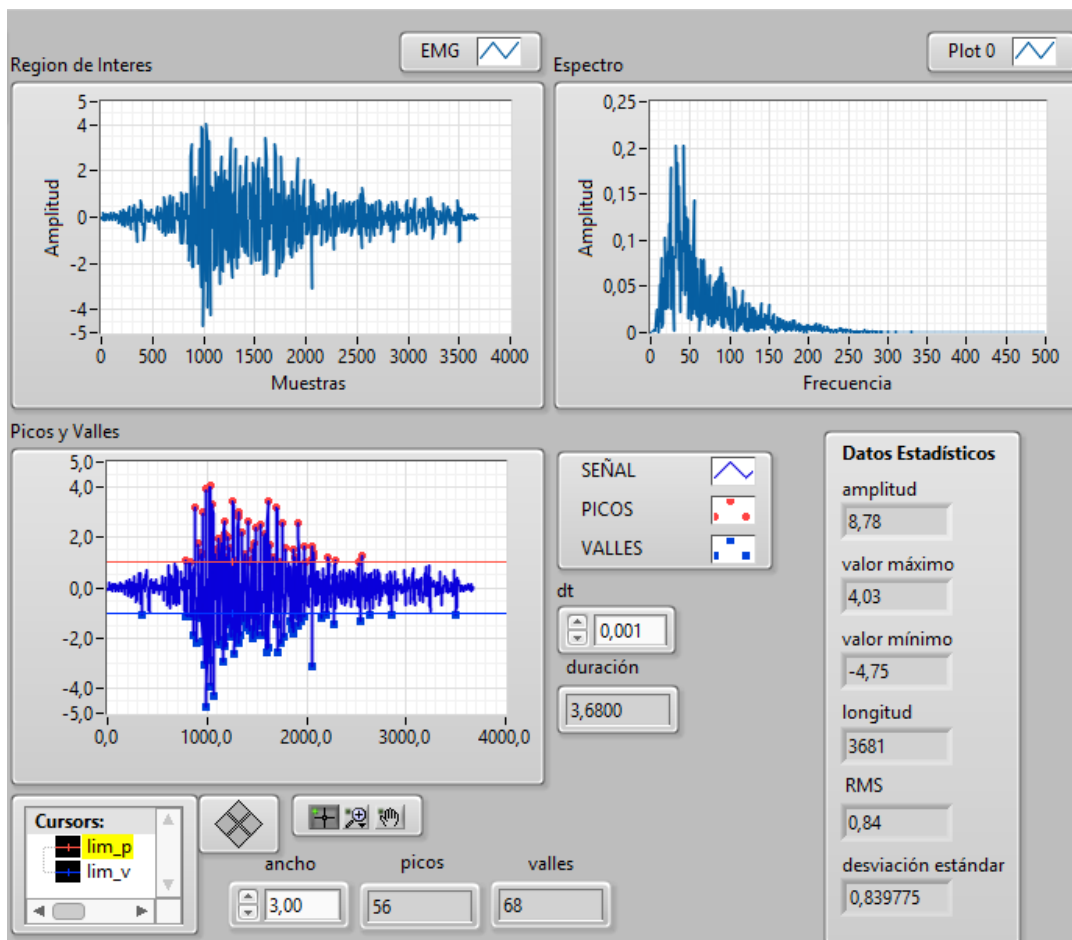 EMG
Region de Interes
5
4
2
0
-2
-4
-5
Amplitud
0 500 1000 1500 2000 2500 3000 3500 4000
Muestras
Plot 0
Espectro
0,25
0,2
0,15
0,1
0,05
0
Amplitud
0 50 100 150 200 250 300 350 400 450 500
Frecuencia
Picos y Valles
5,0
4,0
2,0
0,0
-2,0
-4,0
-5,0
0,0 1000,0 2000,0 3000,0 4000,0
SEÑAL
PICOS
VALLES
dt
0,001
duración
3,6800
Datos Estadísticos
amplitud
8,78
valor máximo
4,03
valor mínimo
-4,75
longitud
3681
RMS
0,84
desviación estándar
0,839775
Cursors:
lim_p
lim_v
ancho
3,00
picos
56
valles
68